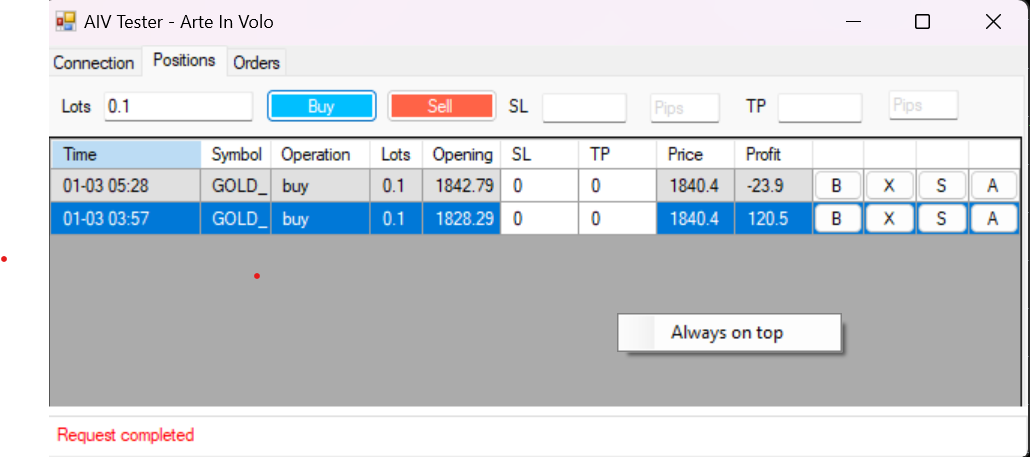 AIV Tester - Arte In Volo
Connection Positions Orders
Lots 0.1 Buy Sell SL Pips TP Pips
Time Symbol Operation Lots Opening SL TP Price Profit
01-03 05:28 GOLD_ buy 0.1 1842.79 0 0 1840.4 -23.9 B X S A
01-03 03:57 GOLD_ buy 0.1 1828.29 0 0 1840.4 120.5 B X S A
Always on top
Request completed